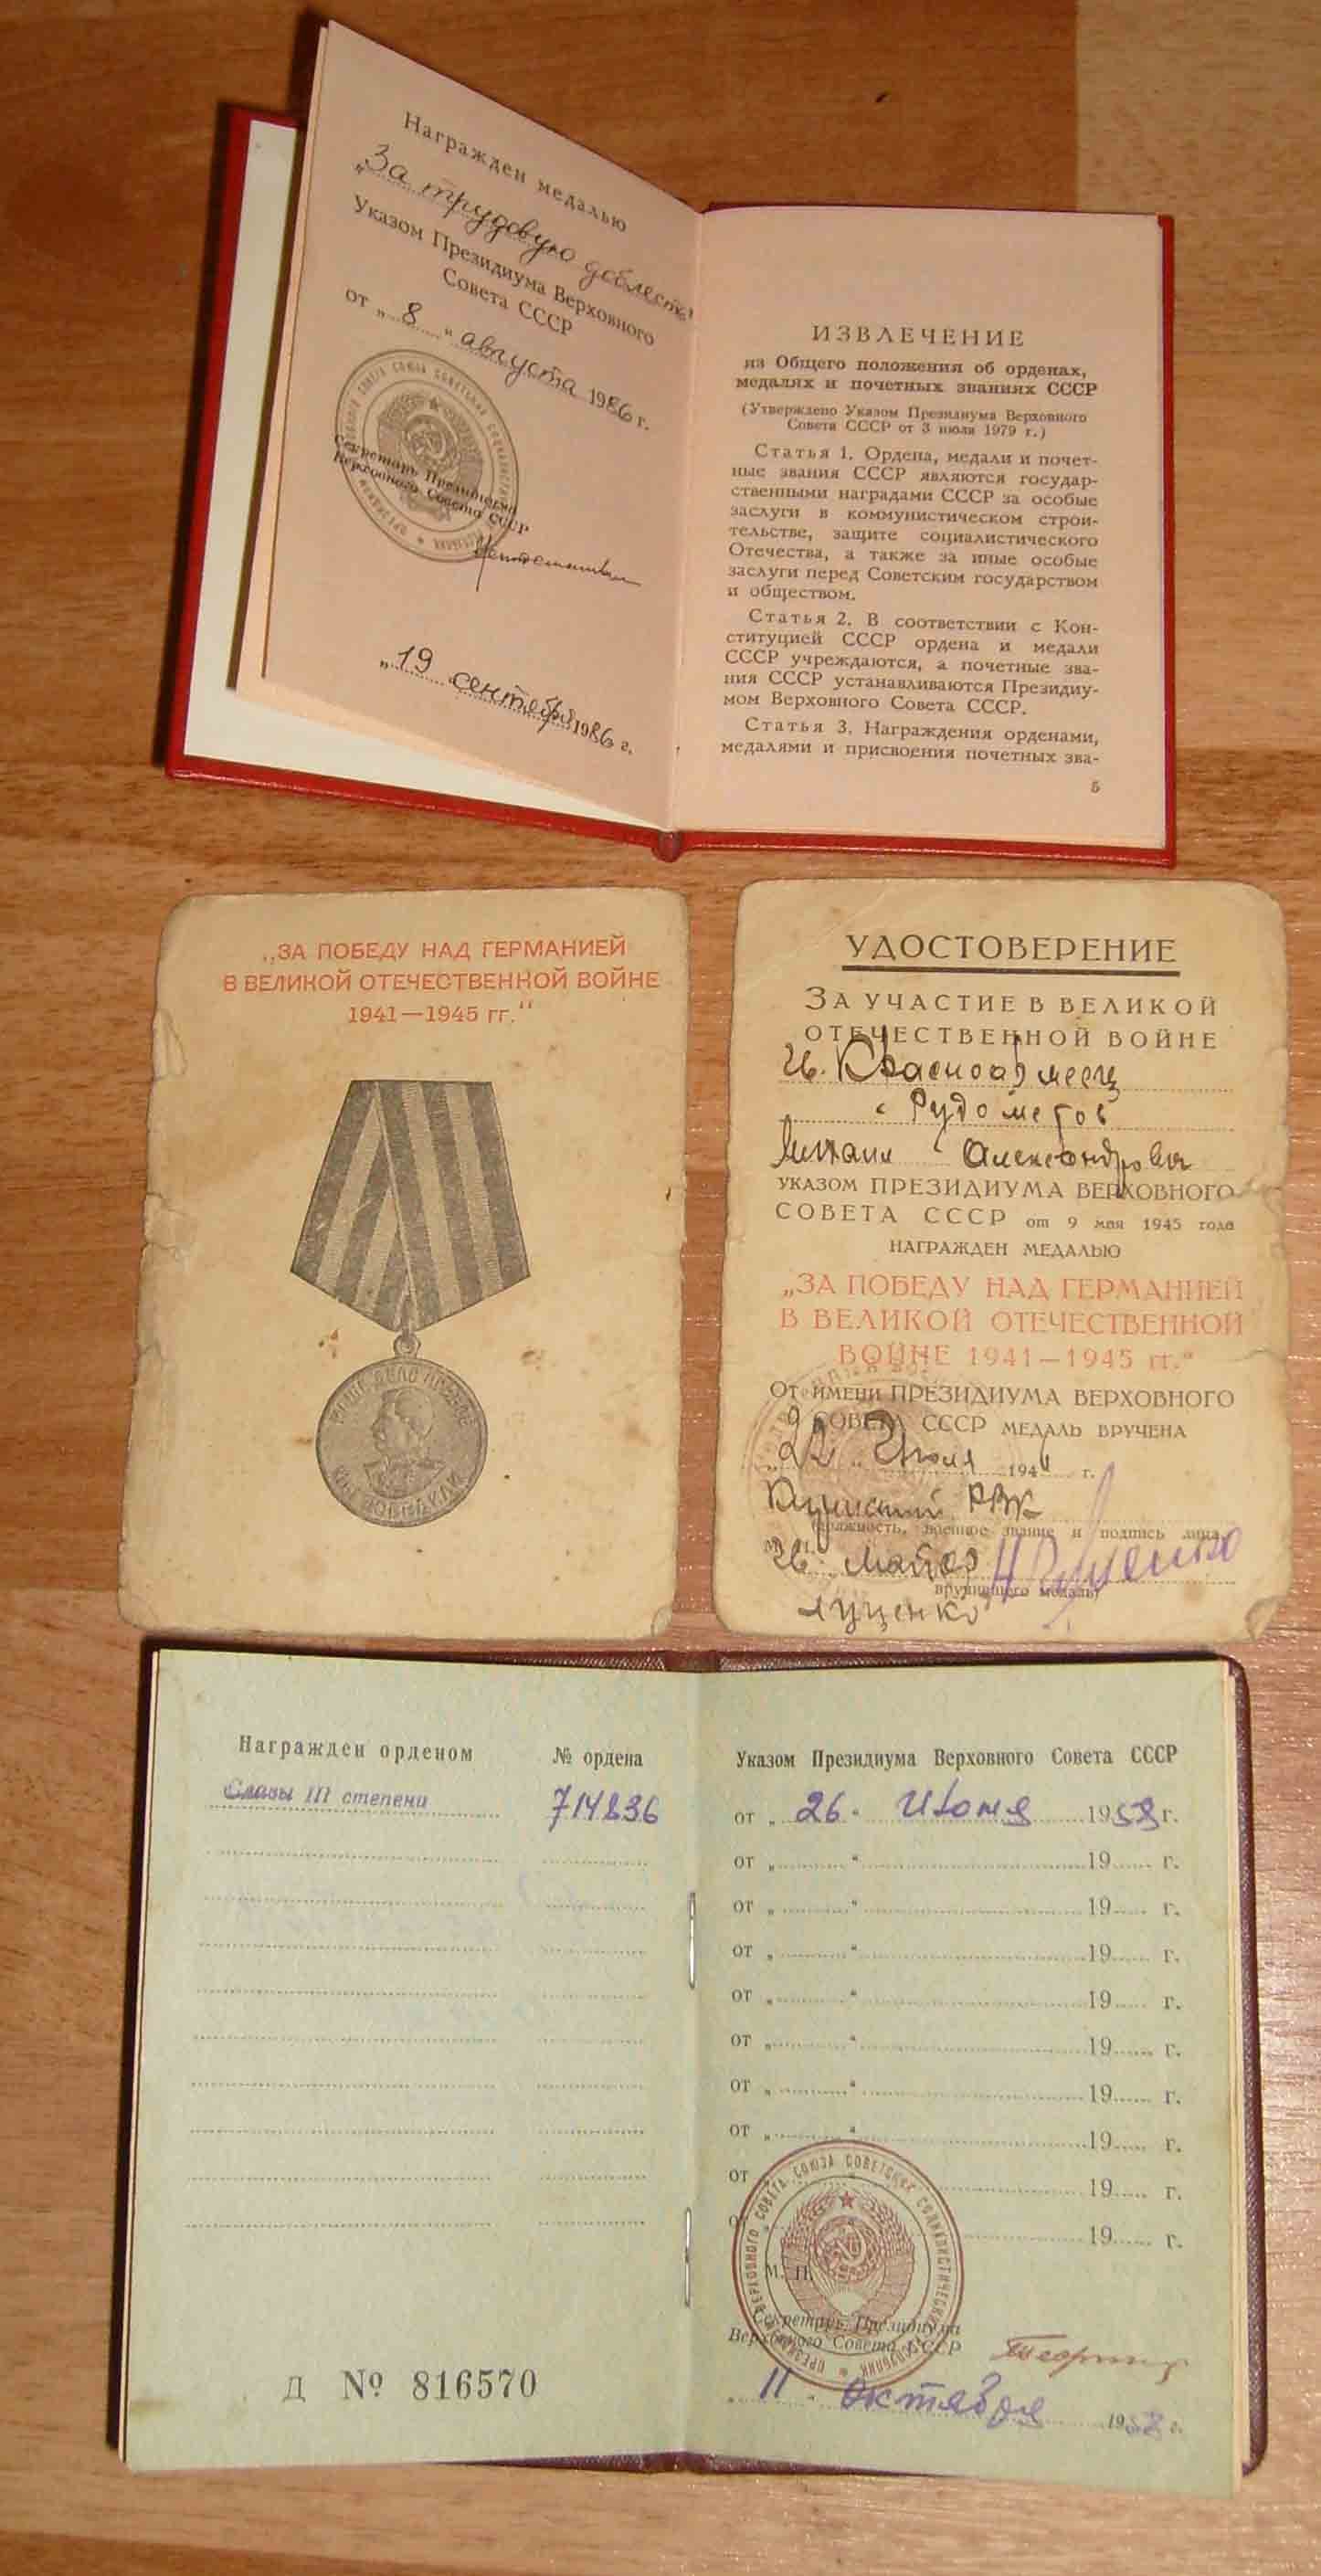 Награжден медалью
„За трудовую доблесть"
Указом Президиума Верховного
Совета СССР
от „8" августа 1986 г.
Секретарь Президиума
Верховного Совета СССР
„19 сентября 1986 г.
ИЗВЛЕЧЕНИЕ
из Общего положения об орденах,
медалях и почетных званиях СССР
(Утверждено Указом Президиума Верховного
Совета СССР от 3 июля 1979 г.)
Статья 1. Ордена, медали и почет-
ные звания СССР являются государ-
ственными наградами СССР за особые
заслуги в коммунистическом строи-
тельстве, защите социалистического
Отечества, а также за иные особые
заслуги перед Советским государством
и обществом.
Статья 2. В соответствии с Кон-
ституцией СССР ордена и медали
СССР учреждаются, а почетные зва-
ния СССР устанавливаются Президиу-
мом Верховного Совета СССР.
Статья 3. Награждения орденами,
медалями и присвоения почетных зва-
5
„ЗА ПОБЕДУ НАД ГЕРМАНИЕЙ
В ВЕЛИКОЙ ОТЕЧЕСТВЕННОЙ ВОЙНЕ
1941—1945 гг."
НАШЕ ДЕЛО ПРАВОЕ
МЫ ПОБЕДИЛИ
УДОСТОВЕРЕНИЕ
ЗА УЧАСТИЕ В ВЕЛИКОЙ
ОТЕЧЕСТВЕННОЙ ВОЙНЕ
гв. Красноармеец
Рудометов
Михаил Александрович
УКАЗОМ ПРЕЗИДИУМА ВЕРХОВНОГО
СОВЕТА СССР от 9 мая 1945 года
НАГРАЖДЕН МЕДАЛЬЮ
„ЗА ПОБЕДУ НАД ГЕРМАНИЕЙ
В ВЕЛИКОЙ ОТЕЧЕСТВЕННОЙ
ВОЙНЕ 1941—1945 гг."
ОТ ИМЕНИ ПРЕЗИДИУМА ВЕРХОВНОГО
СОВЕТА СССР МЕДАЛЬ ВРУЧЕНА
„22" Июля 194 г.
РВК
(должность, военное звание и подпись лица,
гв. майор
вручившего медаль)
Луценко
Награжден орденом № ордена
Славы III степени 714836
Д № 816570
Указом Президиума Верховного Совета СССР
от „26" Июня 1958 г.
от „ " 19 г.
от „ " 19 г.
от „ " 19 г.
от „ " 19 г.
от „ " 19 г.
от „ " 19 г.
от „ " 19 г.
от 19 г.
19 г.
М. П.
Секретарь Президиума
Верховного Совета СССР
„11" октября 1958 г.